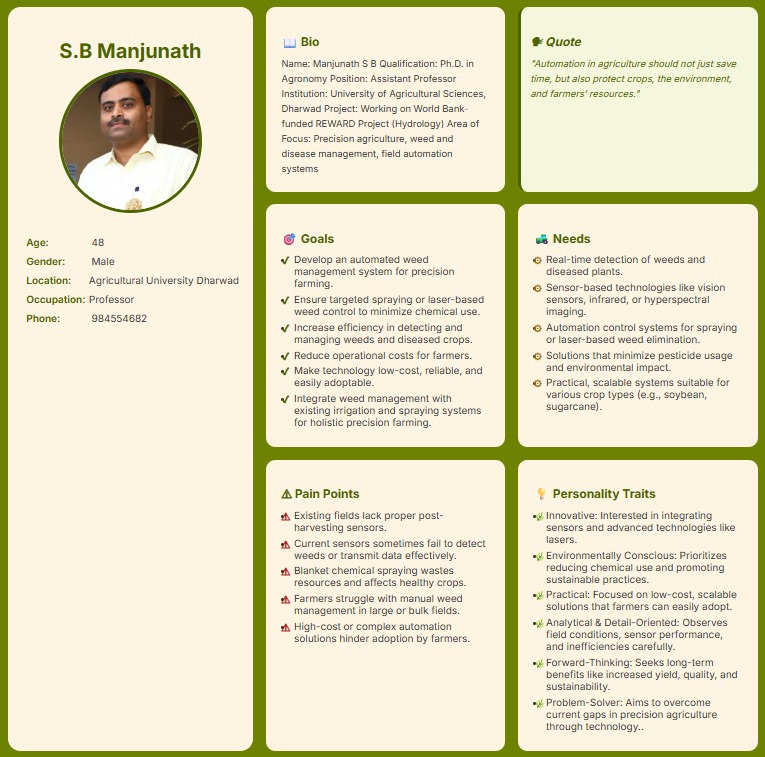 S.B Manjunath
Age: 48
Gender: Male
Location: Agricultural University Dharwad
Occupation: Professor
Phone: 984554682
Bio
Name: Manjunath S B Qualification: Ph.D. in
Agronomy Position: Assistant Professor
Institution: University of Agricultural Sciences,
Dharwad Project: Working on World Bank-
funded REWARD Project (Hydrology) Area of
Focus: Precision agriculture, weed and
disease management, field automation
systems
Quote
"Automation in agriculture should not just save
time, but also protect crops, the environment,
and farmers' resources."
Goals
Develop an automated weed
management system for precision
farming.
Ensure targeted spraying or laser-based
weed control to minimize chemical use.
Increase efficiency in detecting and
managing weeds and diseased crops.
Reduce operational costs for farmers.
Make technology low-cost, reliable, and
easily adoptable.
Integrate weed management with
existing irrigation and spraying systems
for holistic precision farming.
Needs
Real-time detection of weeds and
diseased plants.
Sensor-based technologies like vision
sensors, infrared, or hyperspectral
imaging.
Automation control systems for spraying
or laser-based weed elimination.
Solutions that minimize pesticide usage
and environmental impact.
Practical, scalable systems suitable for
various crop types (e.g., soybean,
sugarcane).
Pain Points
Existing fields lack proper post-
harvesting sensors.
Current sensors sometimes fail to detect
weeds or transmit data effectively.
Blanket chemical spraying wastes
resources and affects healthy crops.
Farmers struggle with manual weed
management in large or bulk fields.
High-cost or complex automation
solutions hinder adoption by farmers.
Personality Traits
Innovative: Interested in integrating
sensors and advanced technologies like
lasers.
Environmentally Conscious: Prioritizes
reducing chemical use and promoting
sustainable practices.
Practical: Focused on low-cost, scalable
solutions that farmers can easily adopt.
Analytical & Detail-Oriented: Observes
field conditions, sensor performance,
and inefficiencies carefully.
Forward-Thinking: Seeks long-term
benefits like increased yield, quality, and
sustainability.
Problem-Solver: Aims to overcome
current gaps in precision agriculture
through technology..